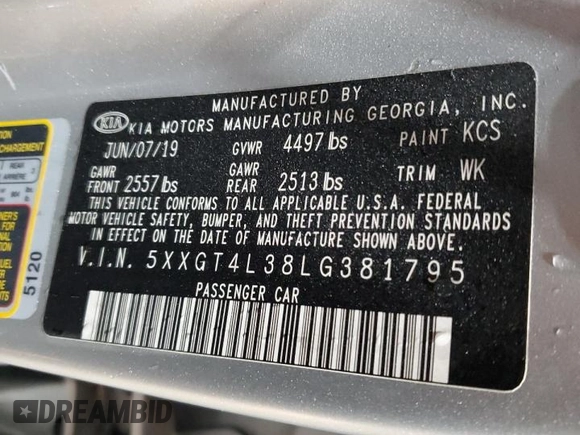 MANUFACTURED BY
KIA KIA MOTORS MANUFACTURING GEORGIA, INC.
JUN/07/19 GVWR 4497 lbs PAINT KCS
GAWR FRONT 2557 lbs GAWR REAR 2513 lbs TRIM WK
THIS VEHICLE CONFORMS TO ALL APPLICABLE U.S.A. FEDERAL
MOTOR VEHICLE SAFETY, BUMPER, AND THEFT PREVENTION STANDARDS
IN EFFECT ON THE DATE OF MANUFACTURE SHOWN ABOVE.
V.I.N. 5XXGT4L38LG381795
PASSENGER CAR
REAR
5120
DREAMBID